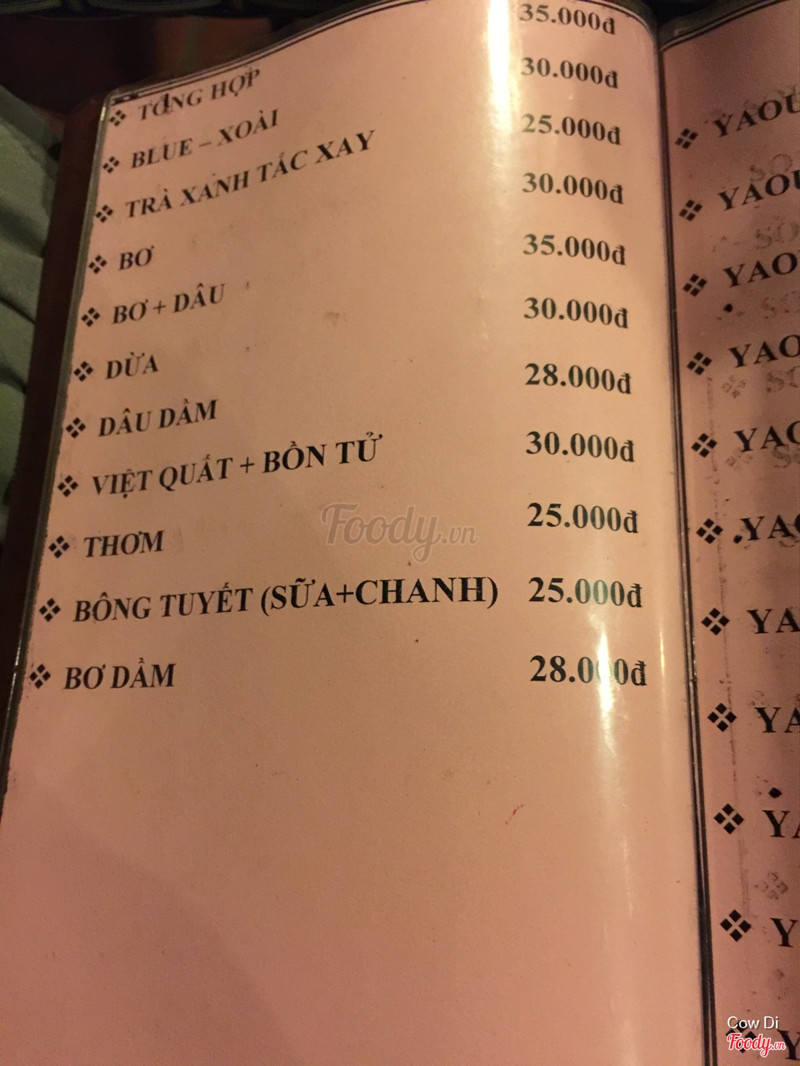 ❖ TỔNG HỢP 35.000đ
❖ BLUE – XOÀI 30.000đ
❖ TRÀ XANH TẮC XAY 25.000đ
❖ BƠ 30.000đ
❖ BƠ + DÂU 35.000đ
❖ DỪA 30.000đ
❖ DÂU DẦM 28.000đ
❖ VIỆT QUẤT + BỒN TỬ 30.000đ
❖ THƠM 25.000đ
❖ BÔNG TUYẾT (SỮA+CHANH) 25.000đ
❖ BƠ DẦM 28.000đ
Foody.vn
Cow Di
Foody.vn